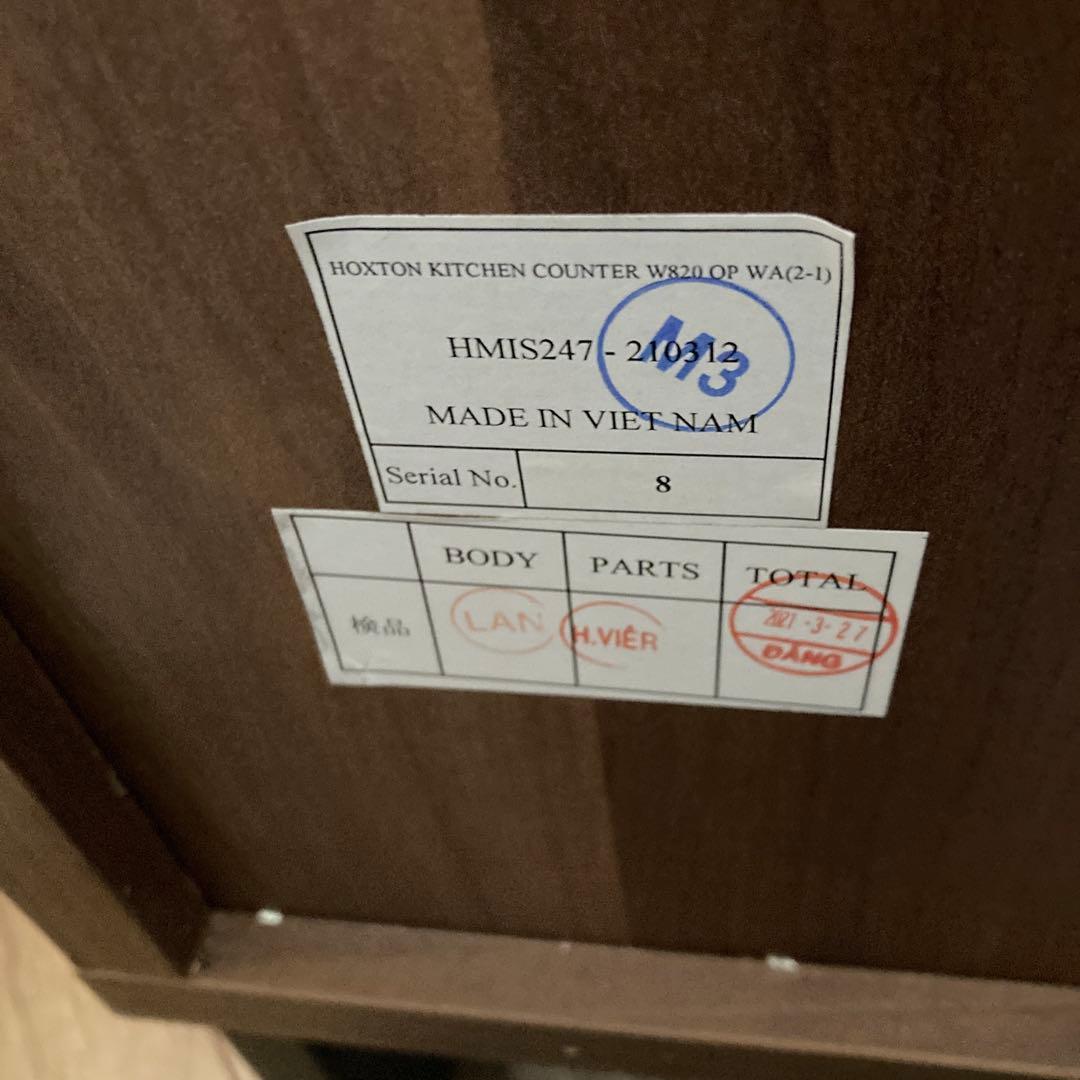 HOXTON KITCHEN COUNTER W820 OP WA(2-1)
HMIS247 - 210312
M3
MADE IN VIET NAM
Serial No. 8
BODY PARTS TOTAL
検品 LAN H.VIÊR 2021-3-27
ĐĂNG